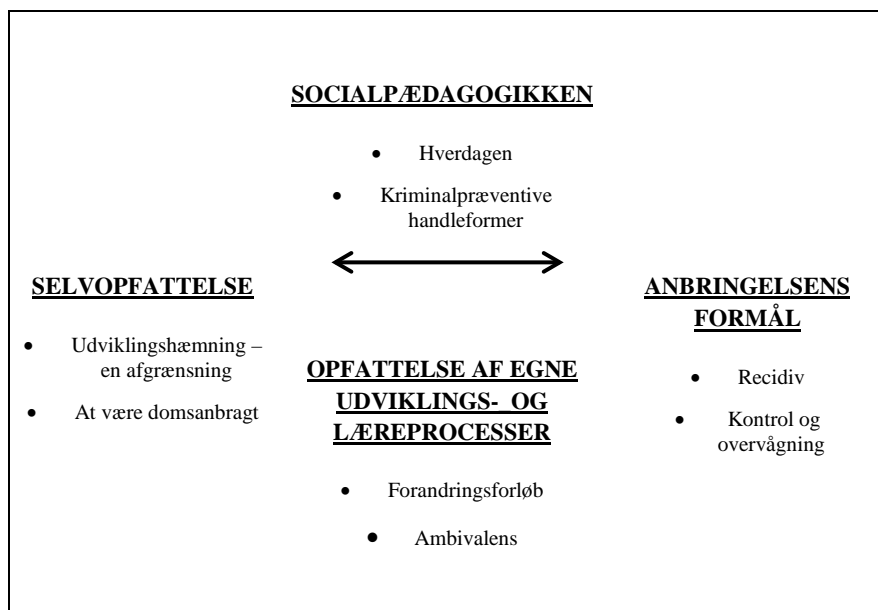 SOCIALPÆDAGOGIKKEN
• Hverdagen
• Kriminalpræventive
handleformer
SELVOPFATTELSE
• Udviklingshæmning –
en afgrænsning
• At være domsanbragt
OPFATTELSE AF EGNE
UDVIKLINGS-_OG
LÆREPROCESSER
• Forandringsforløb
• Ambivalens
ANBRINGELSENS
FORMÅL
• Recidiv
• Kontrol og
overvågning